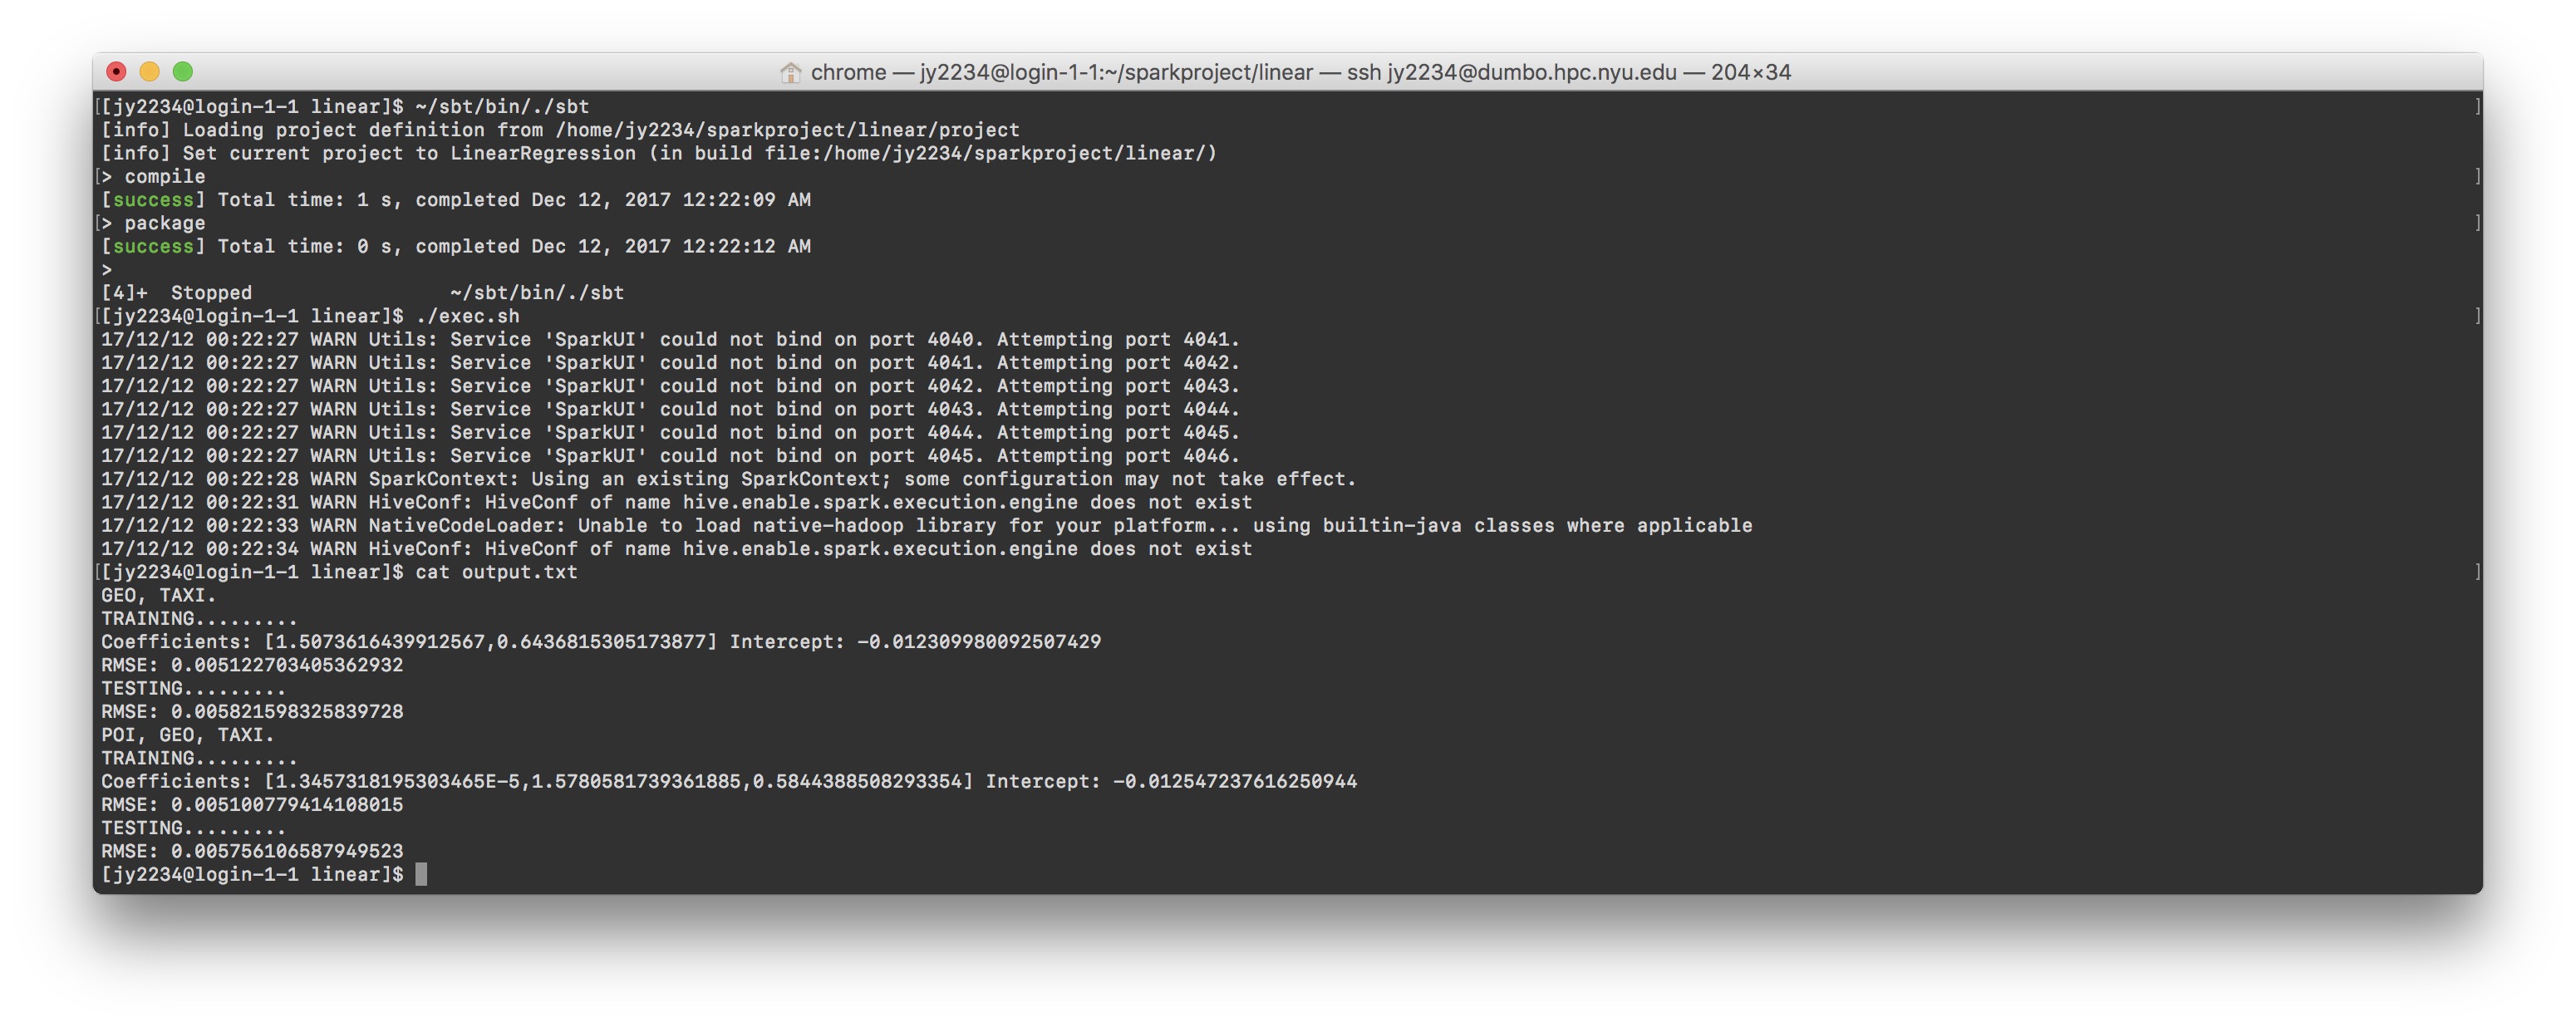 chrome — jy2234@login-1-1:~/sparkproject/linear — ssh jy2234@dumbo.hpc.nyu.edu — 204×34
[[jy2234@login-1-1 linear]$ ~/sbt/bin/./sbt ]
[info] Loading project definition from /home/jy2234/sparkproject/linear/project
[info] Set current project to LinearRegression (in build file:/home/jy2234/sparkproject/linear/)
[> compile ]
[success] Total time: 1 s, completed Dec 12, 2017 12:22:09 AM
[> package ]
[success] Total time: 0 s, completed Dec 12, 2017 12:22:12 AM
>
[4]+  Stopped                 ~/sbt/bin/./sbt
[[jy2234@login-1-1 linear]$ ./exec.sh ]
17/12/12 00:22:27 WARN Utils: Service 'SparkUI' could not bind on port 4040. Attempting port 4041.
17/12/12 00:22:27 WARN Utils: Service 'SparkUI' could not bind on port 4041. Attempting port 4042.
17/12/12 00:22:27 WARN Utils: Service 'SparkUI' could not bind on port 4042. Attempting port 4043.
17/12/12 00:22:27 WARN Utils: Service 'SparkUI' could not bind on port 4043. Attempting port 4044.
17/12/12 00:22:27 WARN Utils: Service 'SparkUI' could not bind on port 4044. Attempting port 4045.
17/12/12 00:22:27 WARN Utils: Service 'SparkUI' could not bind on port 4045. Attempting port 4046.
17/12/12 00:22:28 WARN SparkContext: Using an existing SparkContext; some configuration may not take effect.
17/12/12 00:22:31 WARN HiveConf: HiveConf of name hive.enable.spark.execution.engine does not exist
17/12/12 00:22:33 WARN NativeCodeLoader: Unable to load native-hadoop library for your platform... using builtin-java classes where applicable
17/12/12 00:22:34 WARN HiveConf: HiveConf of name hive.enable.spark.execution.engine does not exist
[[jy2234@login-1-1 linear]$ cat output.txt ]
GEO, TAXI.
TRAINING.........
Coefficients: [1.5073616439912567,0.6436815305173877] Intercept: -0.012309980092507429
RMSE: 0.005122703405362932
TESTING.........
RMSE: 0.005821598325839728
POI, GEO, TAXI.
TRAINING.........
Coefficients: [1.3457318195303465E-5,1.5780581739361885,0.5844388508293354] Intercept: -0.012547237616250944
RMSE: 0.005100779414108015
TESTING.........
RMSE: 0.005756106587949523
[jy2234@login-1-1 linear]$